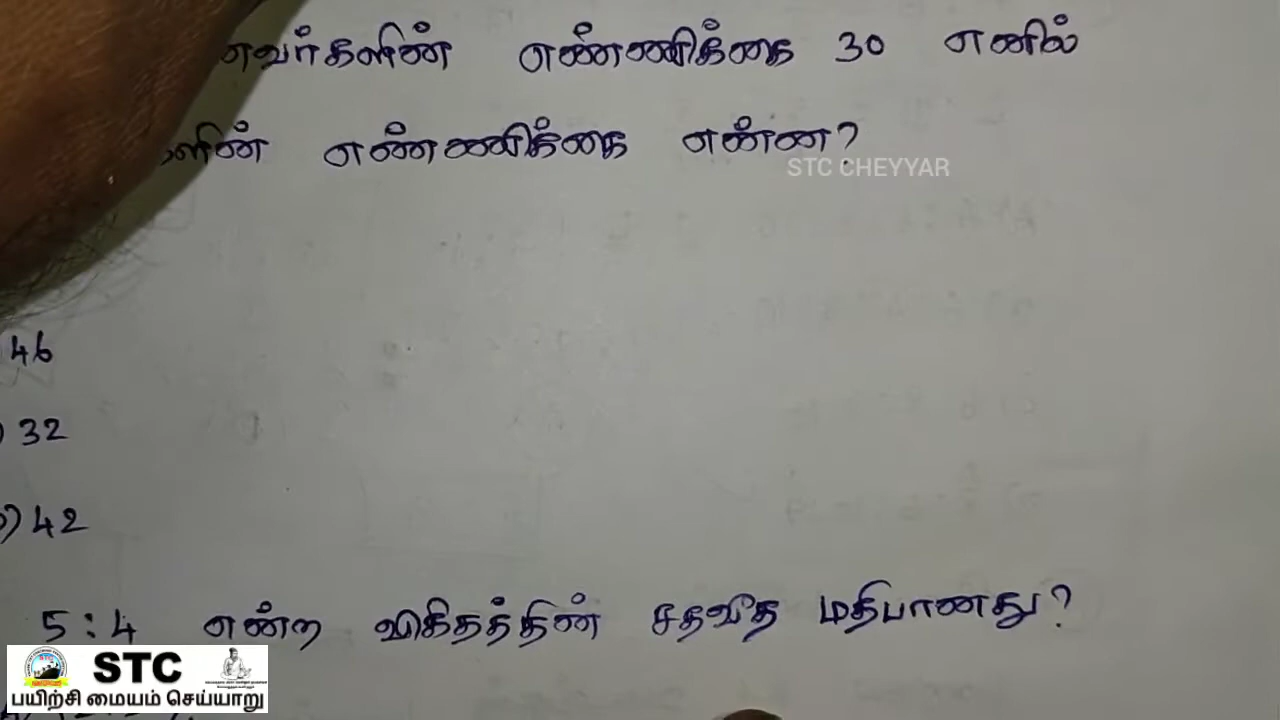 எண்ணிக்கை 30 எனில்
எண்ணிக்கை என்ன?
STC CHEYYAR
46
) 32
) 42
5 : 4 என்ற விகிதத்தின் சதவீத மதிபானது?
STC
பயிற்சி மையம் செய்யாறு